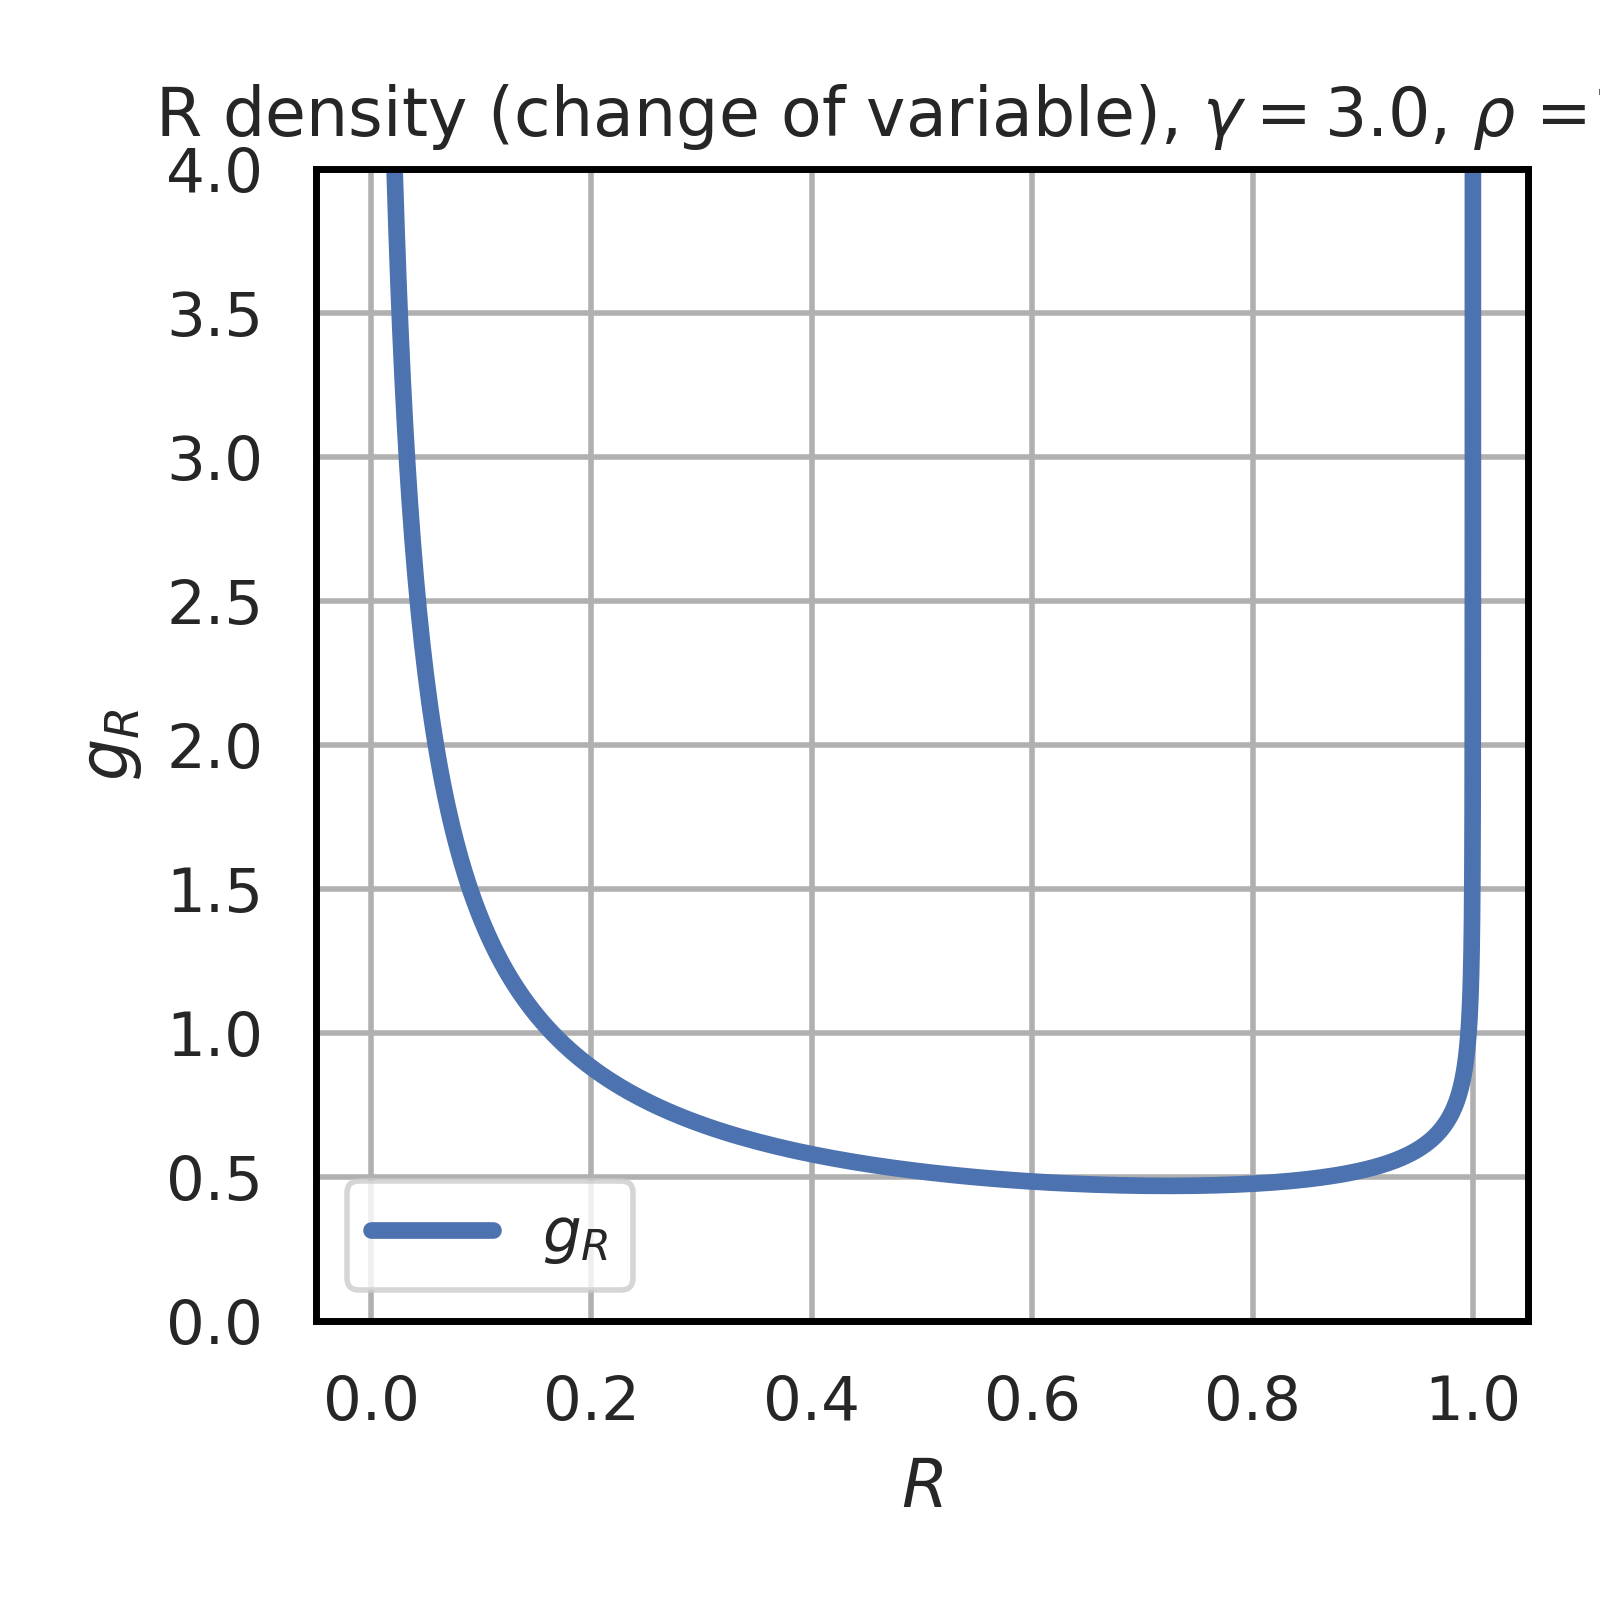 R density (change of variable), γ = 3.0, ρ =
4.0
3.5
3.0
2.5
2.0
1.5
1.0
0.5
0.0
g_R
g_R
0.0 0.2 0.4 0.6 0.8 1.0
R